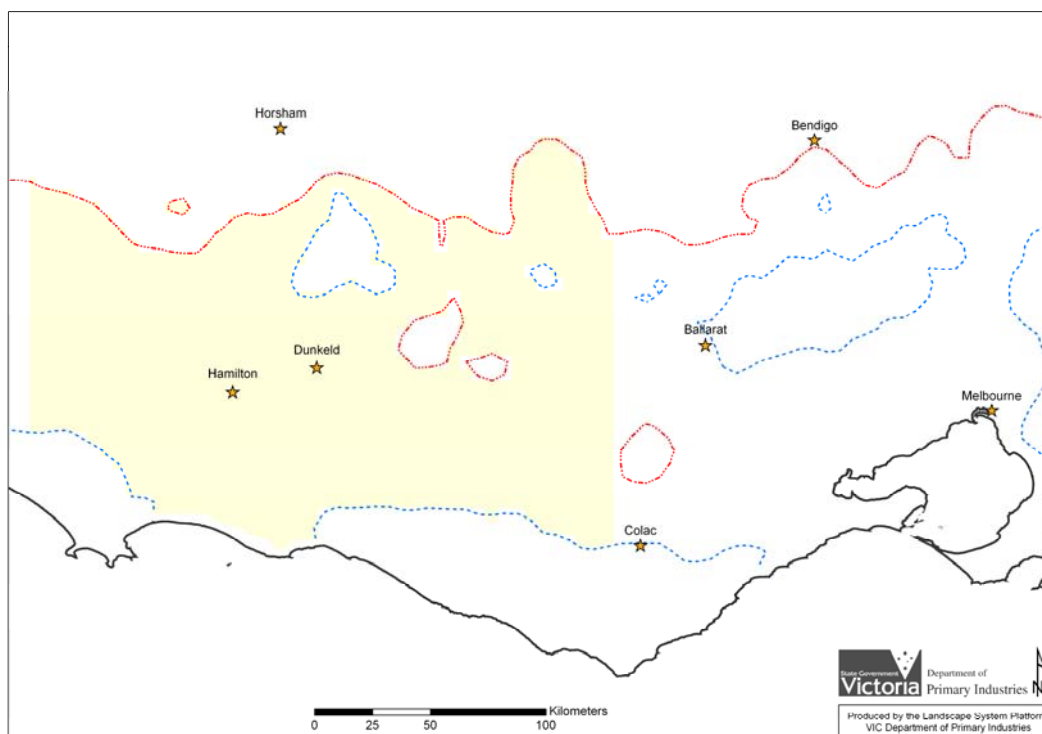 Horsham
Bendigo
Ballarat
Dunkeld
Hamilton
Melbourne
Colac
State Government
Victoria
Department of
Primary Industries
Kilometers
0 25 50 100
Produced by the Landscape System Platform
VIC Department of Primary Industries